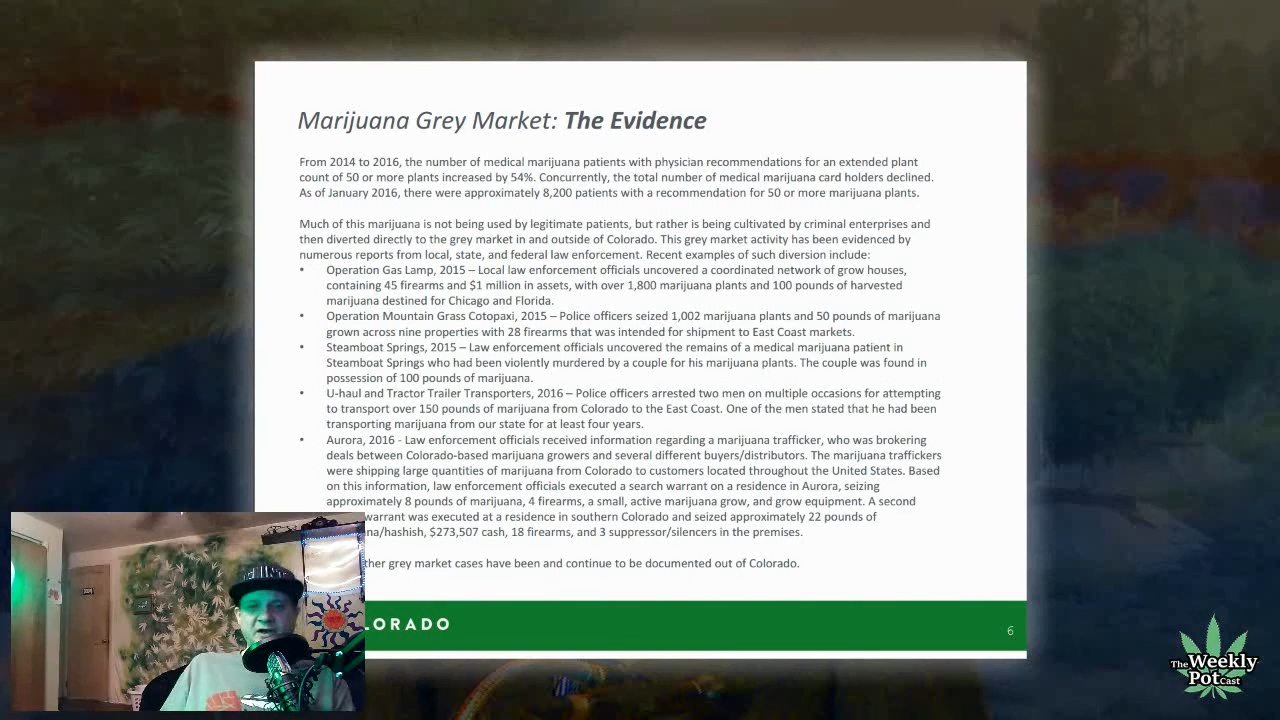 Marijuana Grey Market: The Evidence
From 2014 to 2016, the number of medical marijuana patients with physician recommendations for an extended plant
count of 50 or more plants increased by 54%. Concurrently, the total number of medical marijuana card holders declined.
As of January 2016, there were approximately 8,200 patients with a recommendation for 50 or more marijuana plants.
Much of this marijuana is not being used by legitimate patients, but rather is being cultivated by criminal enterprises and
then diverted directly to the grey market in and outside of Colorado. This grey market activity has been evidenced by
numerous reports from local, state, and federal law enforcement. Recent examples of such diversion include:
• Operation Gas Lamp, 2015 – Local law enforcement officials uncovered a coordinated network of grow houses,
containing 45 firearms and $1 million in assets, with over 1,800 marijuana plants and 100 pounds of harvested
marijuana destined for Chicago and Florida.
• Operation Mountain Grass Cotopaxi, 2015 – Police officers seized 1,002 marijuana plants and 50 pounds of marijuana
grown across nine properties with 28 firearms that was intended for shipment to East Coast markets.
• Steamboat Springs, 2015 – Law enforcement officials uncovered the remains of a medical marijuana patient in
Steamboat Springs who had been violently murdered by a couple for his marijuana plants. The couple was found in
possession of 100 pounds of marijuana.
• U-haul and Tractor Trailer Transporters, 2016 – Police officers arrested two men on multiple occasions for attempting
to transport over 150 pounds of marijuana from Colorado to the East Coast. One of the men stated that he had been
transporting marijuana from our state for at least four years.
• Aurora, 2016 - Law enforcement officials received information regarding a marijuana trafficker, who was brokering
deals between Colorado-based marijuana growers and several different buyers/distributors. The marijuana traffickers
were shipping large quantities of marijuana from Colorado to customers located throughout the United States. Based
on this information, law enforcement officials executed a search warrant on a residence in Aurora, seizing
approximately 8 pounds of marijuana, 4 firearms, a small, active marijuana grow, and grow equipment. A second
warrant was executed at a residence in southern Colorado and seized approximately 22 pounds of
na/hashish, $273,507 cash, 18 firearms, and 3 suppressor/silencers in the premises.
ther grey market cases have been and continue to be documented out of Colorado.
LORADO
6
The Weekly
PotCast